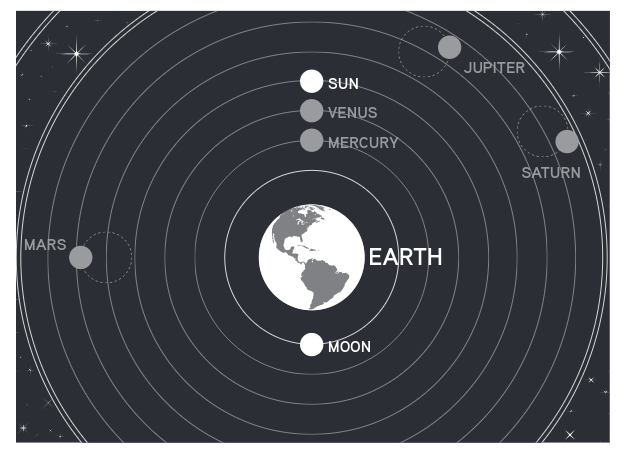 JUPITER
SUN
VENUS
MERCURY
SATURN
MARS
EARTH
MOON